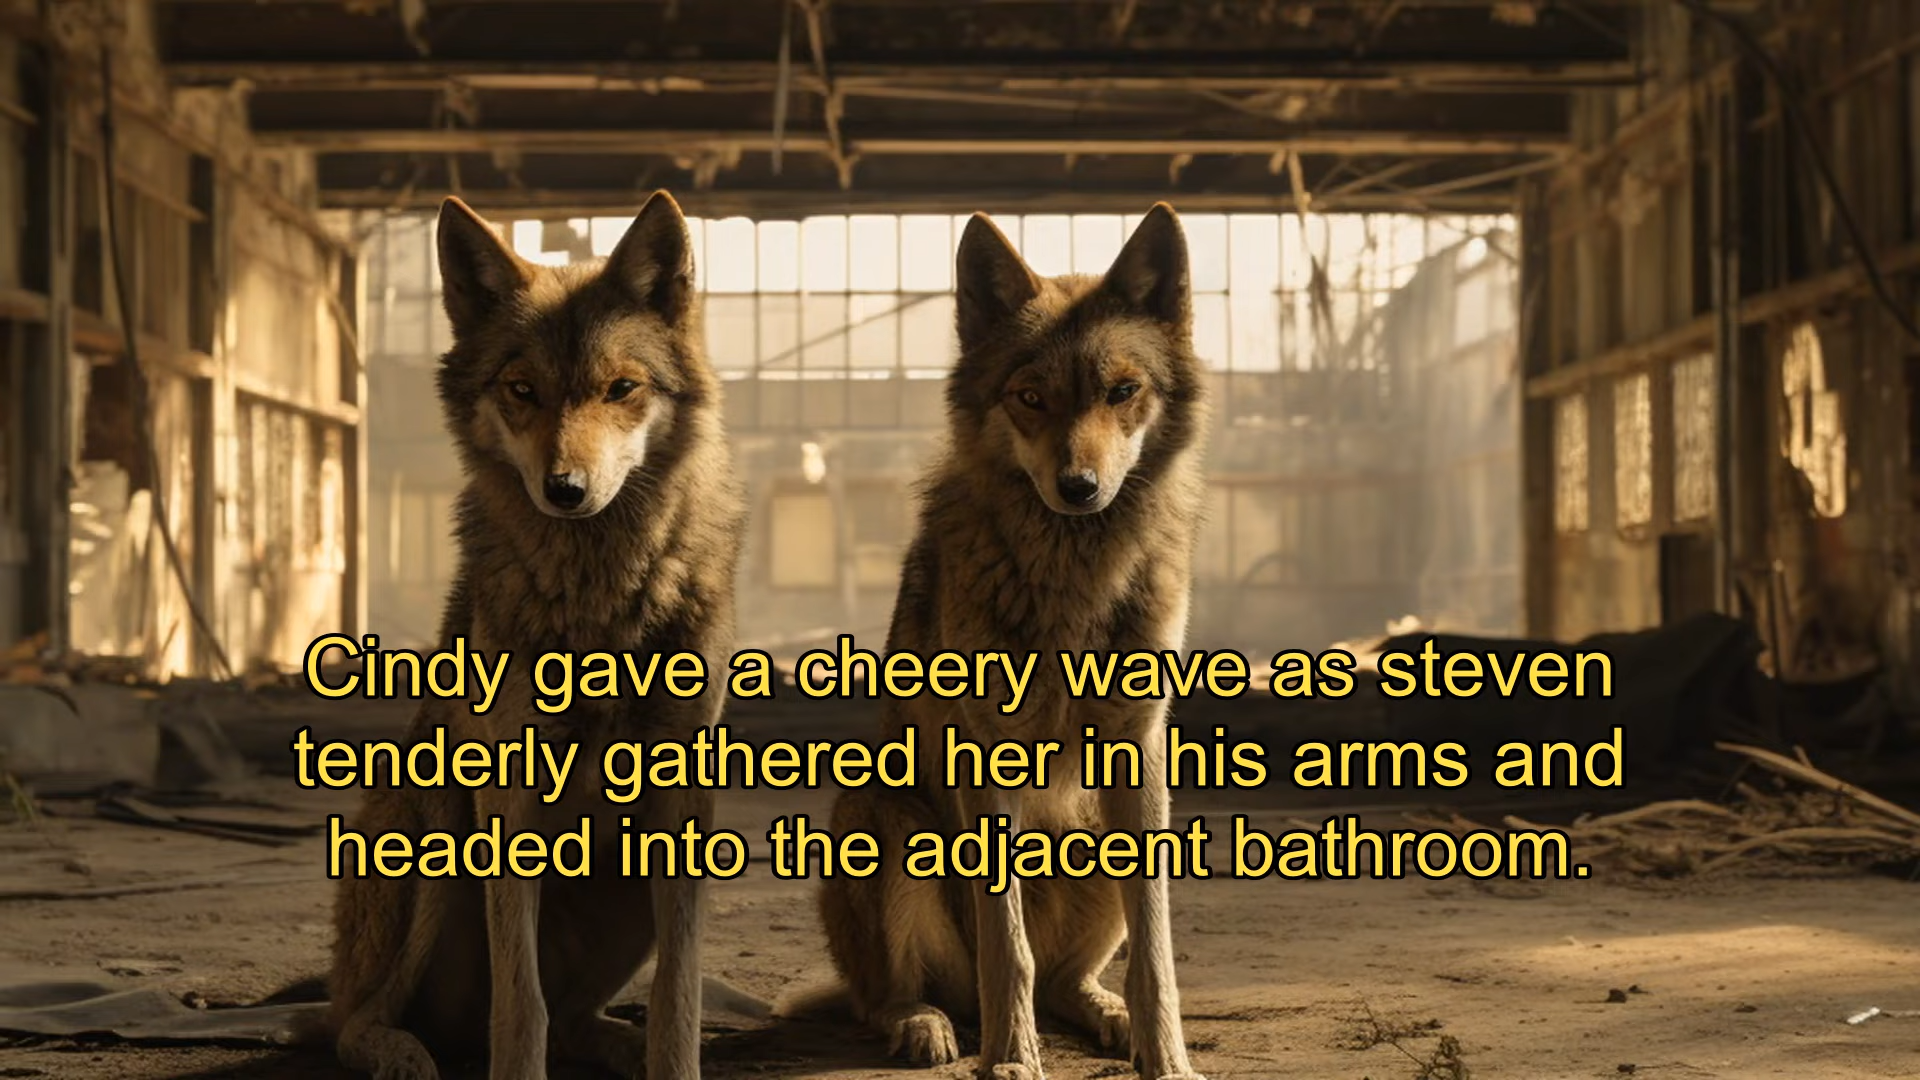 Cindy gave a cheery wave as steven
tenderly gathered her in his arms and
headed into the adjacent bathroom.